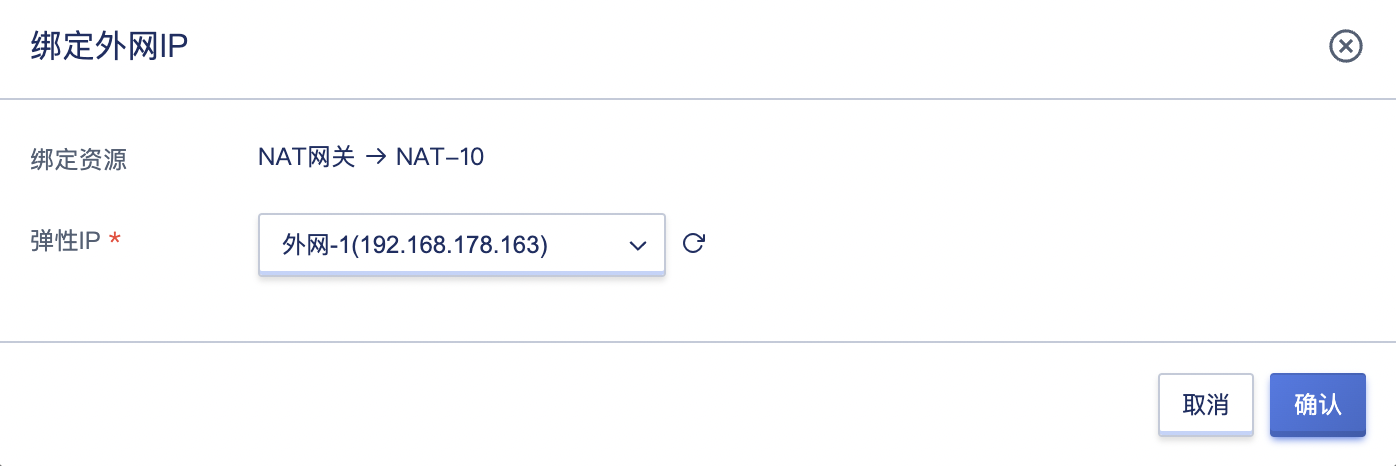 绑定外网IP
绑定资源 NAT网关 → NAT-10
弹性IP * 外网-1(192.168.178.163)
取消 确认